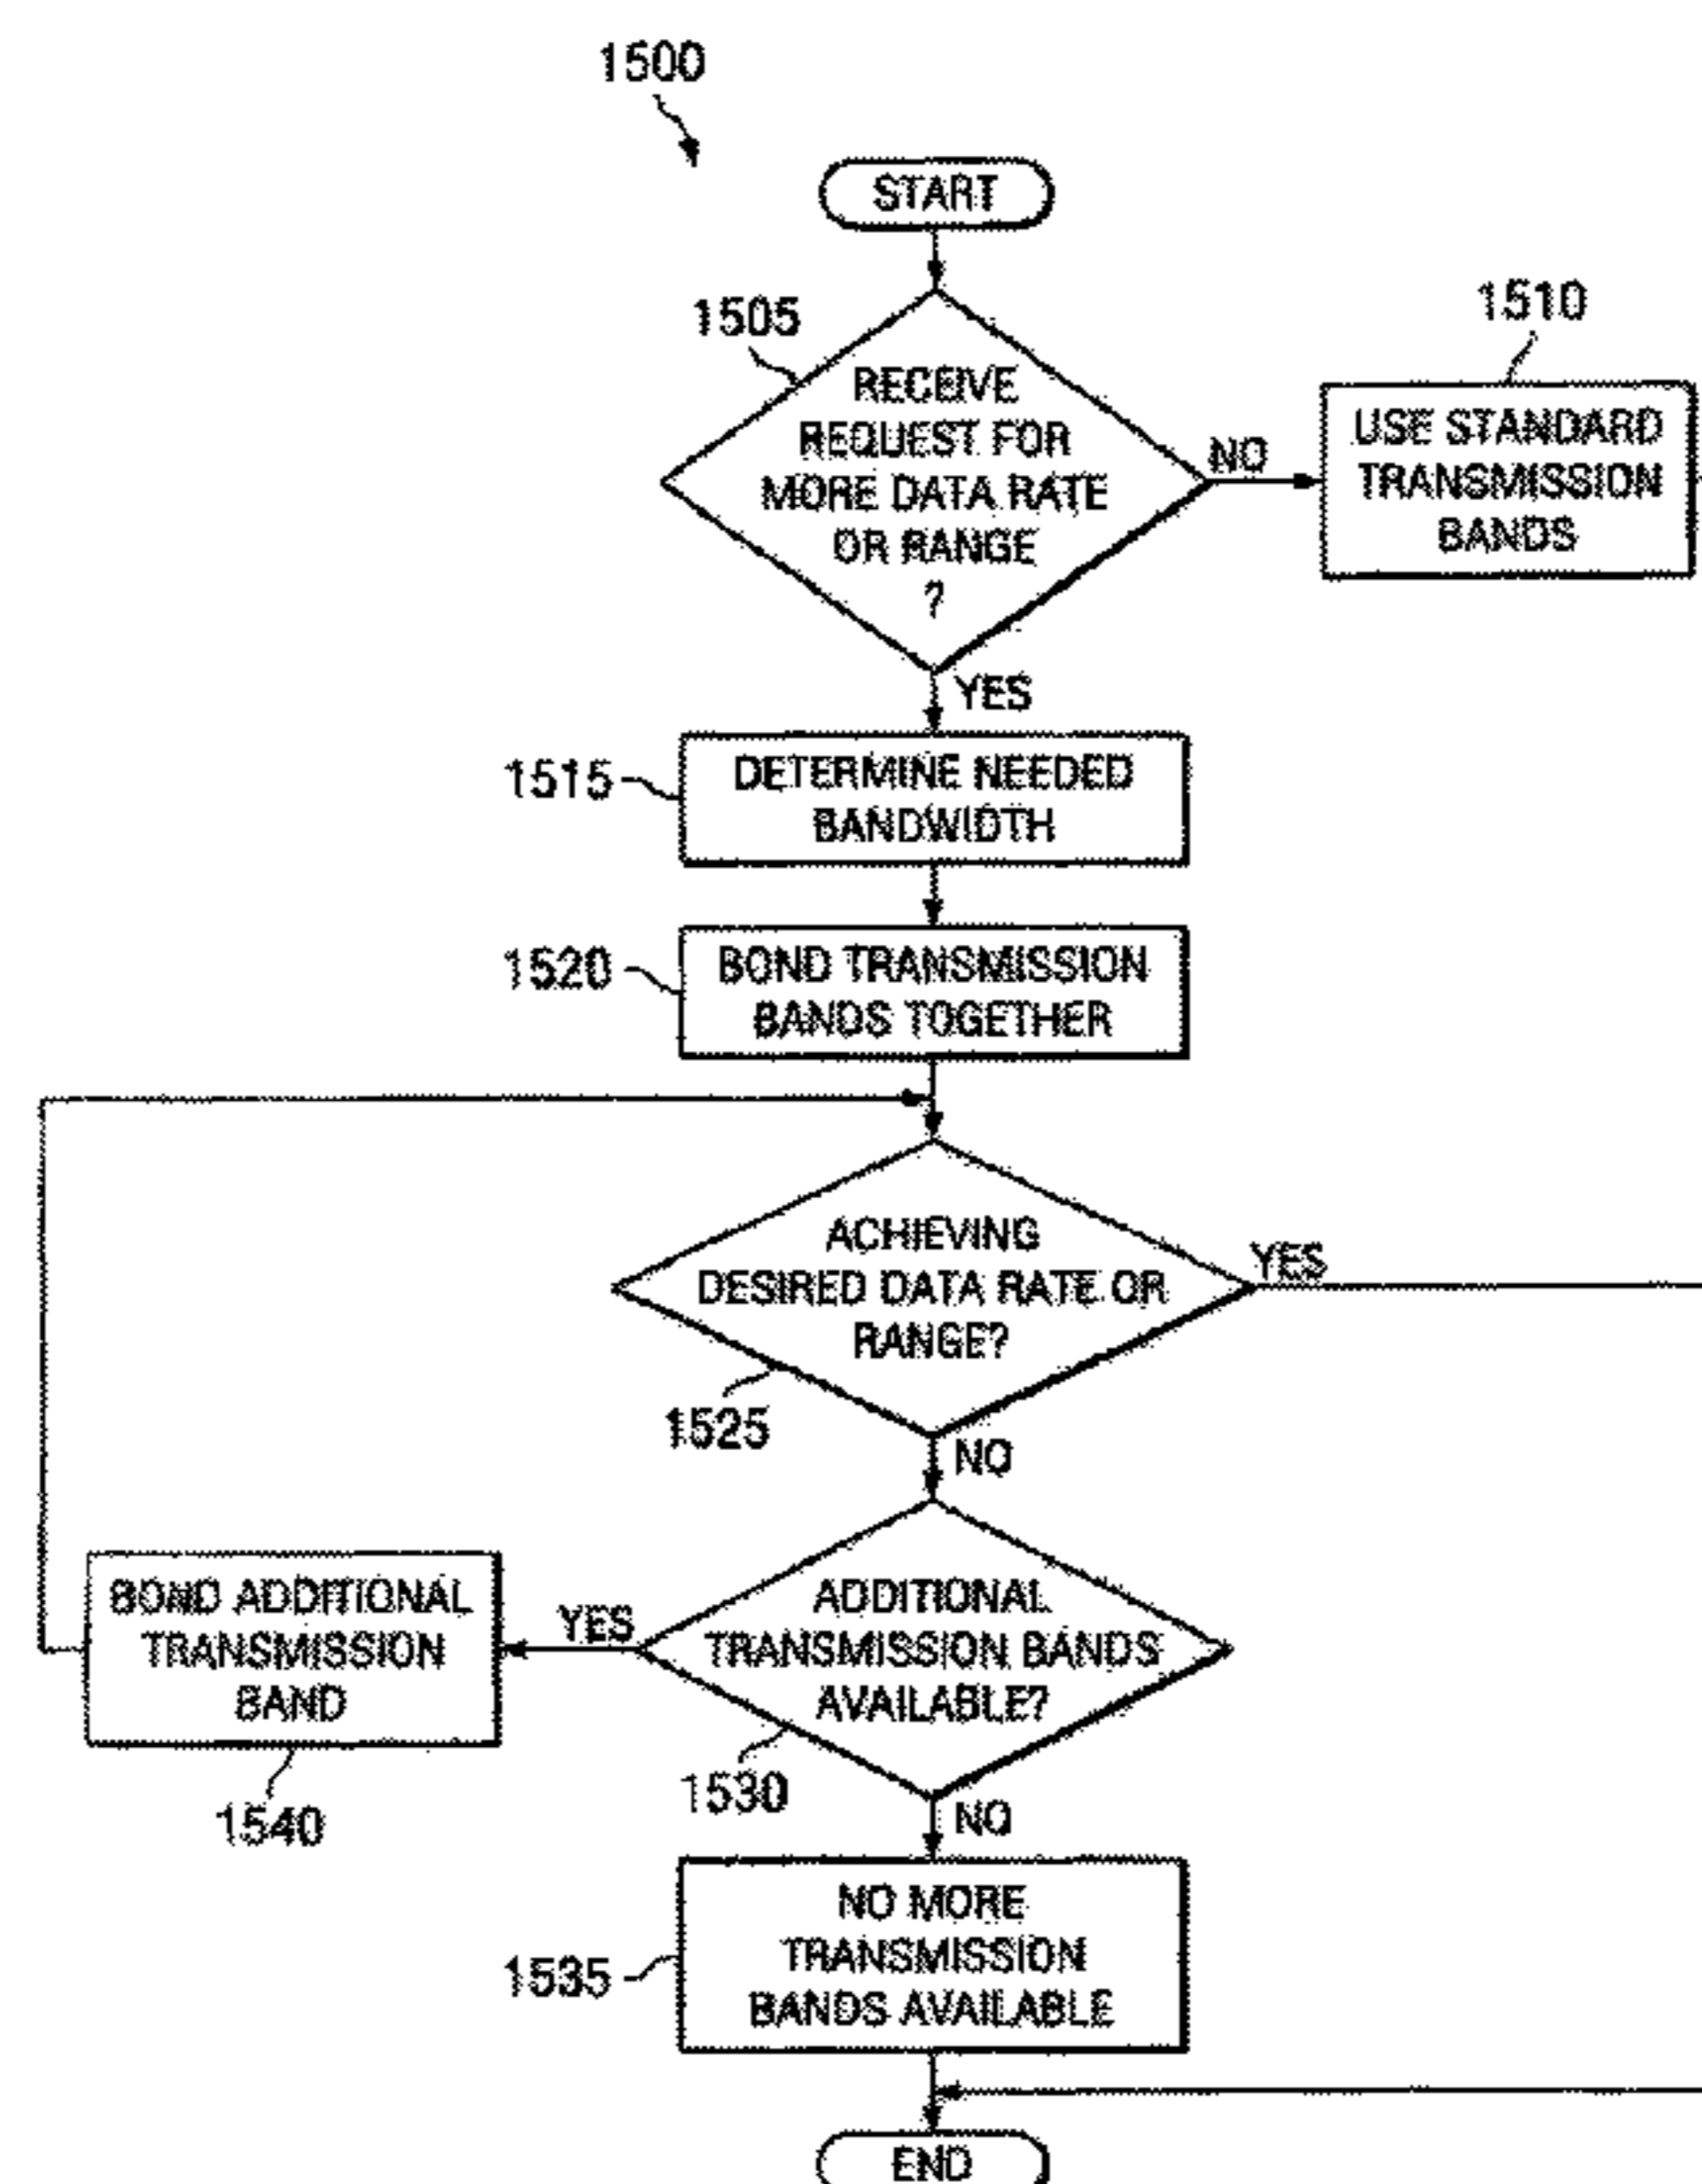 1500
START
1505
RECEIVE
REQUEST FOR
MORE DATA RATE
OR RANGE
?
NO
1510
USE STANDARD
TRANSMISSION
BANDS
YES
1515
DETERMINE NEEDED
BANDWIDTH
1520
BOND TRANSMISSION
BANDS TOGETHER
ACHIEVING
DESIRED DATA RATE OR
RANGE?
YES
1525
NO
BOND ADDITIONAL
TRANSMISSION
BAND
1540
YES
ADDITIONAL
TRANSMISSION BANDS
AVAILABLE?
1530
NO
1535
NO MORE
TRANSMISSION
BANDS AVAILABLE
END